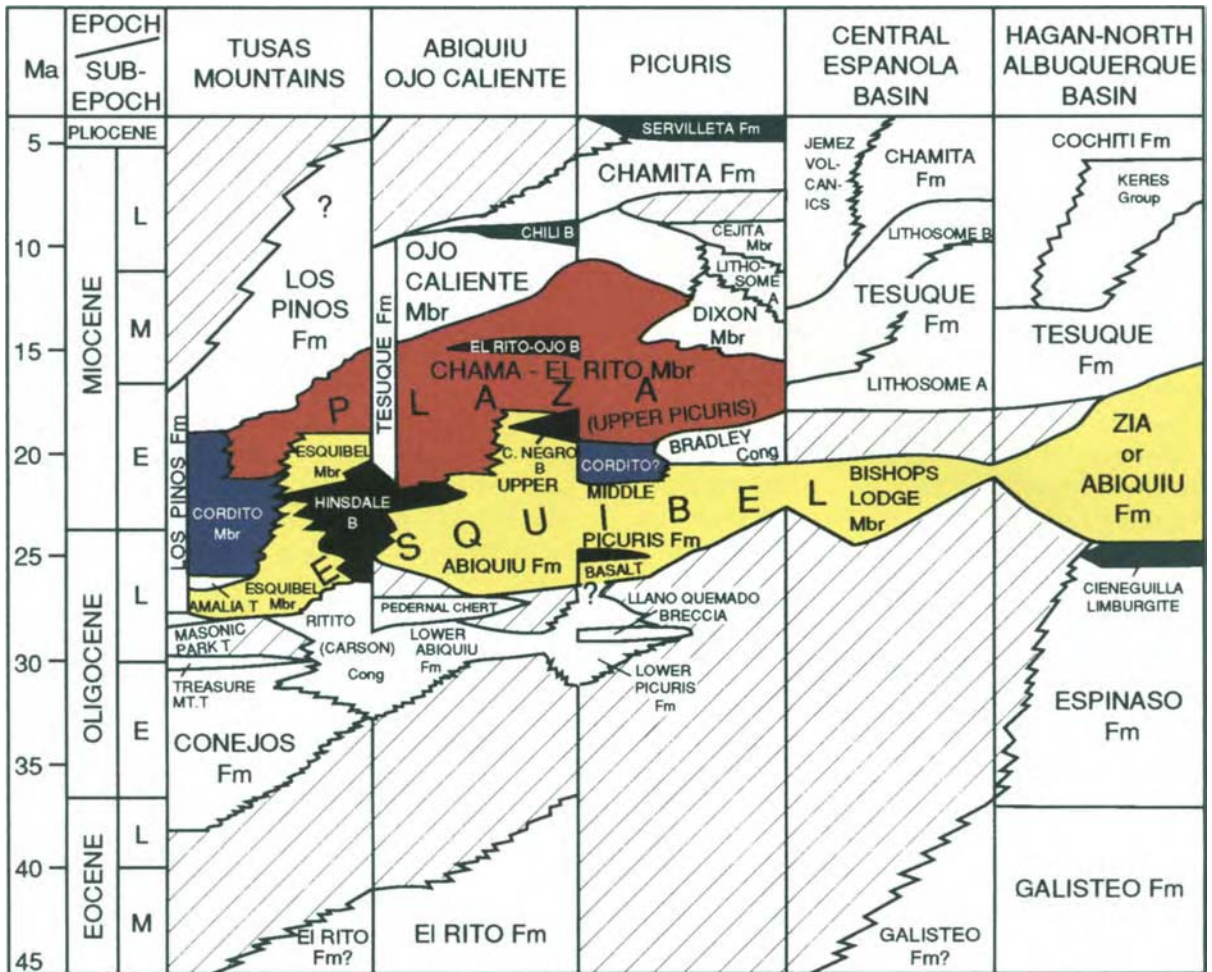 Ma
EPOCH
SUB-
EPOCH
TUSAS
MOUNTAINS
ABIQUIU
OJO CALIENTE
PICURIS
CENTRAL
ESPANOLA
BASIN
HAGAN-NORTH
ALBUQUERQUE
BASIN
5
10
15
20
25
30
35
40
45
PLIOCENE
MIOCENE
OLIGOCENE
EOCENE
L
M
E
L
E
L
M
?
LOS
PINOS
Fm
LOS PINOS Fm
CORDITO
Mbr
ESQUIBEL
Mbr
HINSDALE
B
AMALIA T
ESQUIBEL
Mbr
MASONIC
PARK T
RITITO
(CARSON)
Cong
TREASURE
MT.T
CONEJOS
Fm
El RITO
Fm?
TESUQUE Fm
CHILI B
OJO
CALIENTE
Mbr
EL RITO-OJO B
CHAMA - EL RITO Mbr
P L A Z A
(UPPER PICURIS)
C. NEGRO
B
UPPER
ABIQUIU Fm
E S Q U I B E L
PEDERNAL CHERT
LOWER
ABIQUIU
Fm
El RITO Fm
SERVILLETA Fm
CHAMITA Fm
CEJITA
Mbr
LITHO-
SOME
A
DIXON
Mbr
BRADLEY
Cong
CORDITO?
MIDDLE
PICURIS Fm
BASALT
?
LLANO QUEMADO
BRECCIA
LOWER
PICURIS
Fm
JEMEZ
VOL-
CAN-
ICS
CHAMITA
Fm
LITHOSOME B
TESUQUE
Fm
LITHOSOME A
BISHOPS
LODGE
Mbr
GALISTEO
Fm?
COCHITI Fm
KERES
Group
TESUQUE
Fm
ZIA
or
ABIQUIU
Fm
CIENEGUILLA
LIMBURGITE
ESPINASO
Fm
GALISTEO Fm